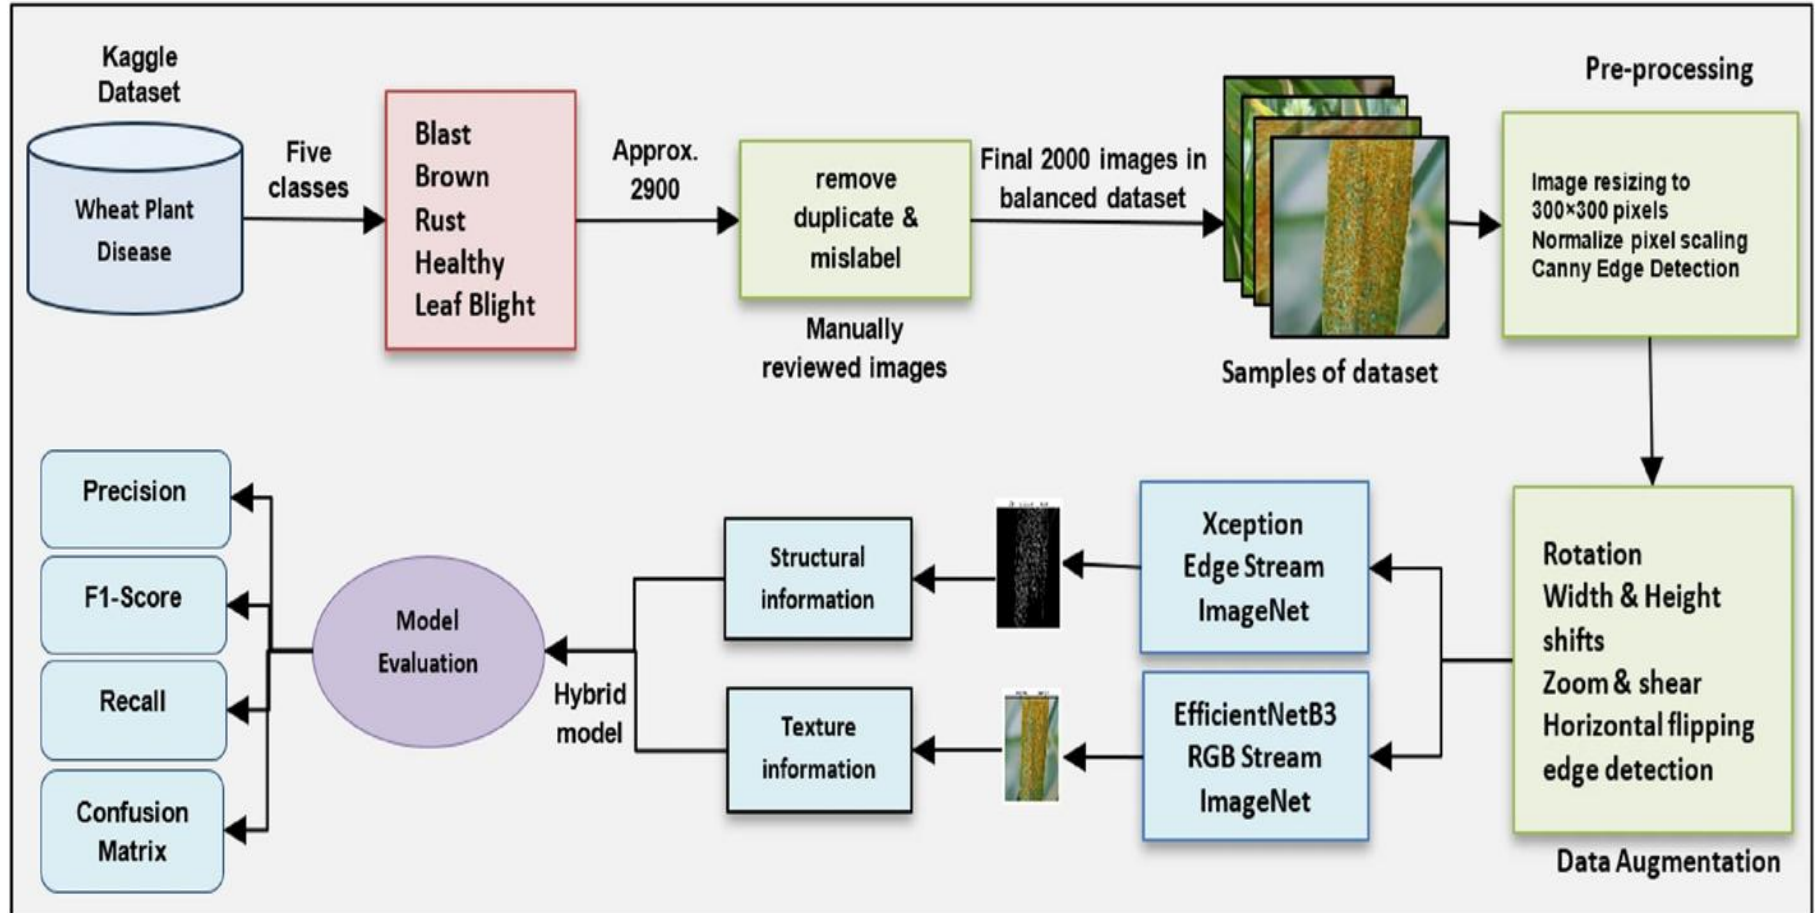 Kaggle
Dataset
Wheat Plant
Disease
Five
classes
Blast
Brown
Rust
Healthy
Leaf Blight
Approx.
2900
remove
duplicate &
mislabel
Manually
reviewed images
Final 2000 images in
balanced dataset
Samples of dataset
Pre-processing
Image resizing to
300×300 pixels
Normalize pixel scaling
Canny Edge Detection
Rotation
Width & Height
shifts
Zoom & shear
Horizontal flipping
edge detection
Data Augmentation
Xception
Edge Stream
ImageNet
EfficientNetB3
RGB Stream
ImageNet
Structural
information
Texture
information
Hybrid
model
Model
Evaluation
Precision
F1-Score
Recall
Confusion
Matrix